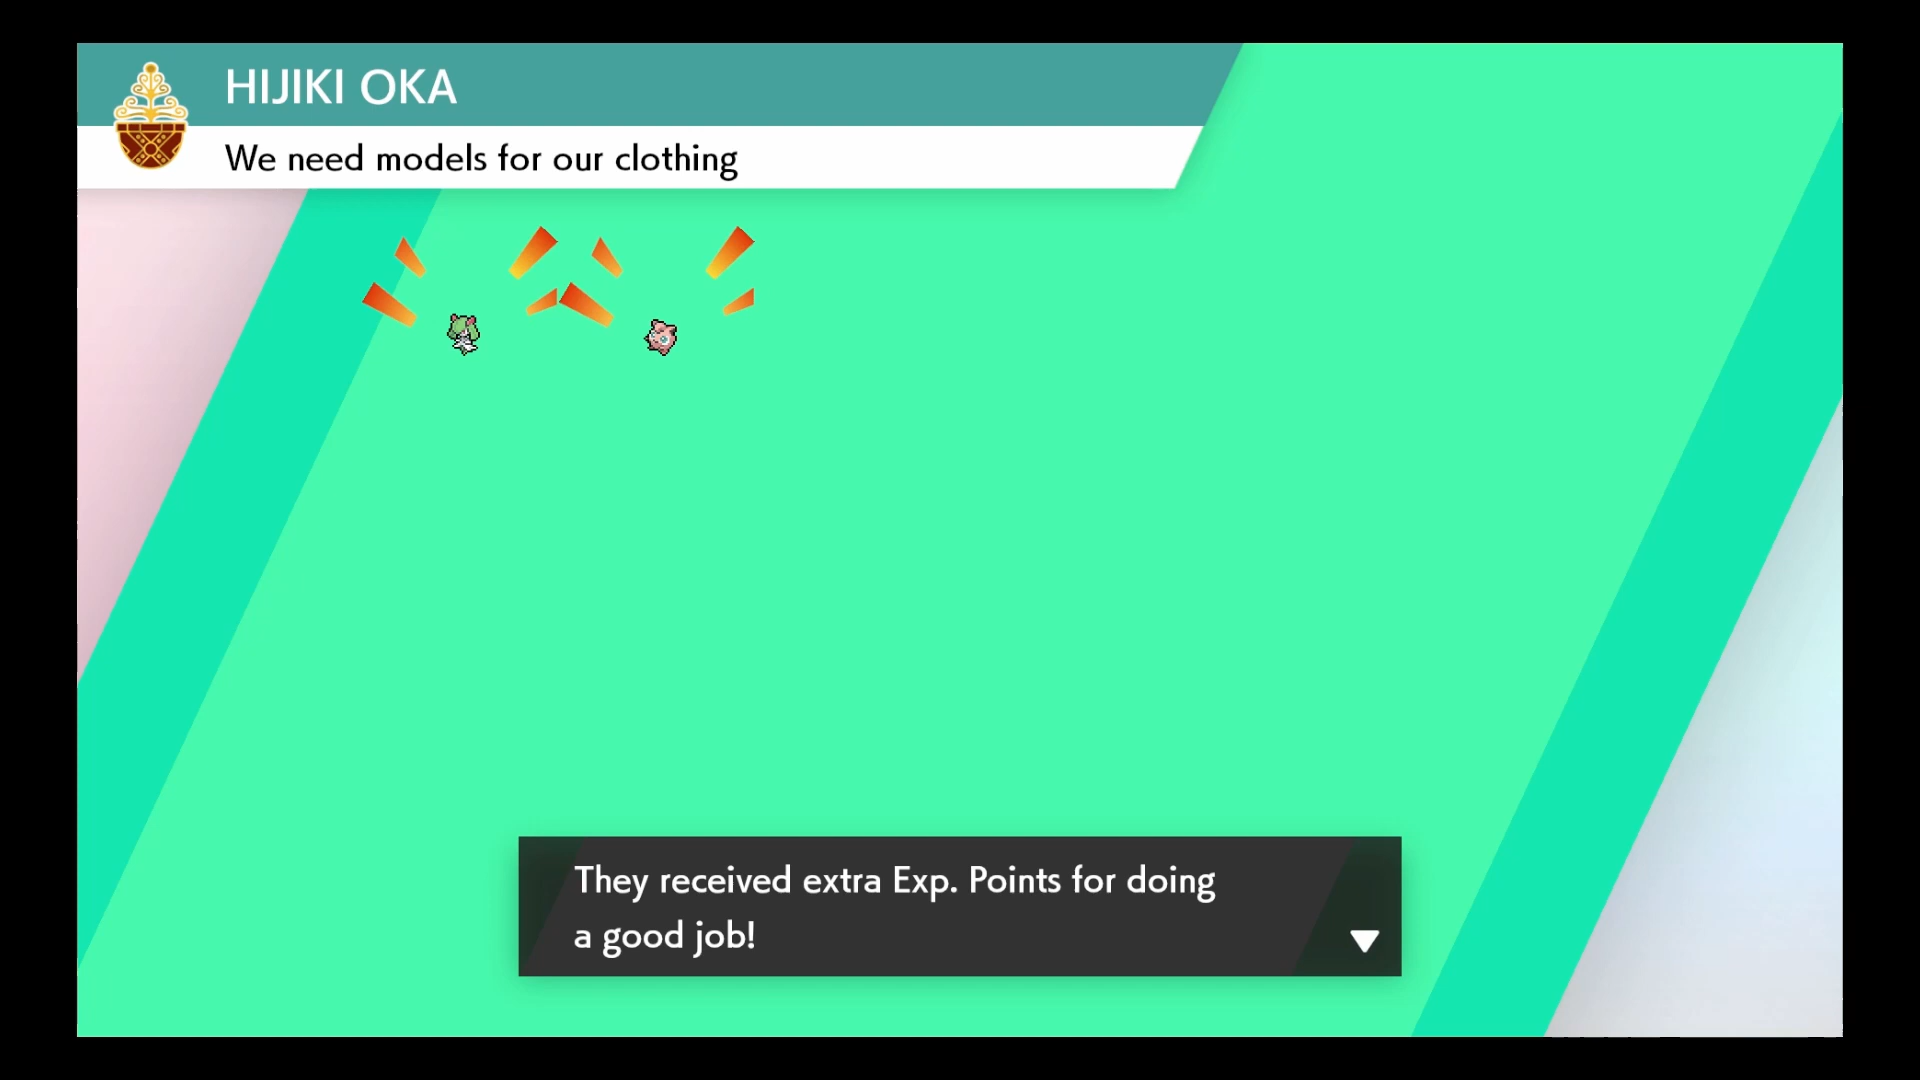 HIJIKI OKA
We need models for our clothing
They received extra Exp. Points for doing
a good job!